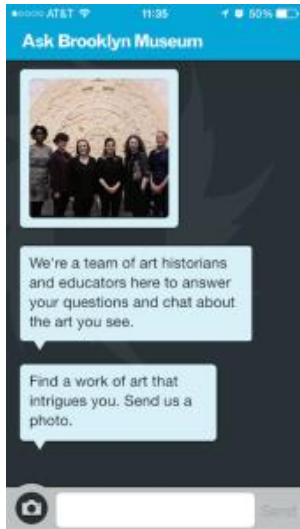 AT&T 11:35 50%
Ask Brooklyn Museum
We're a team of art historians
and educators here to answer
your questions and chat about
the art you see.
Find a work of art that
intrigues you. Send us a
photo.
Send